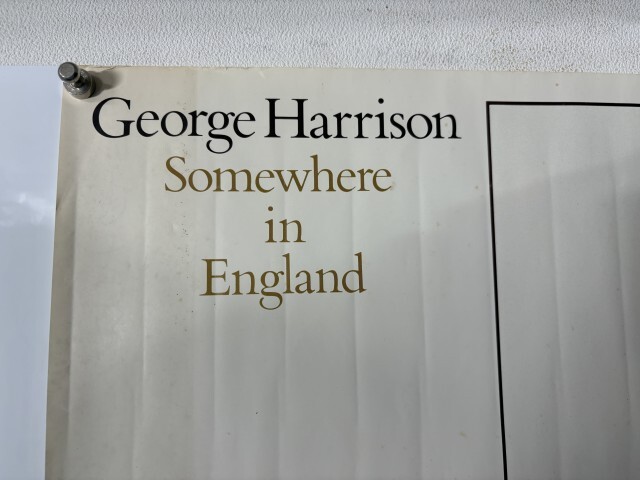 George Harrison
Somewhere
in
England